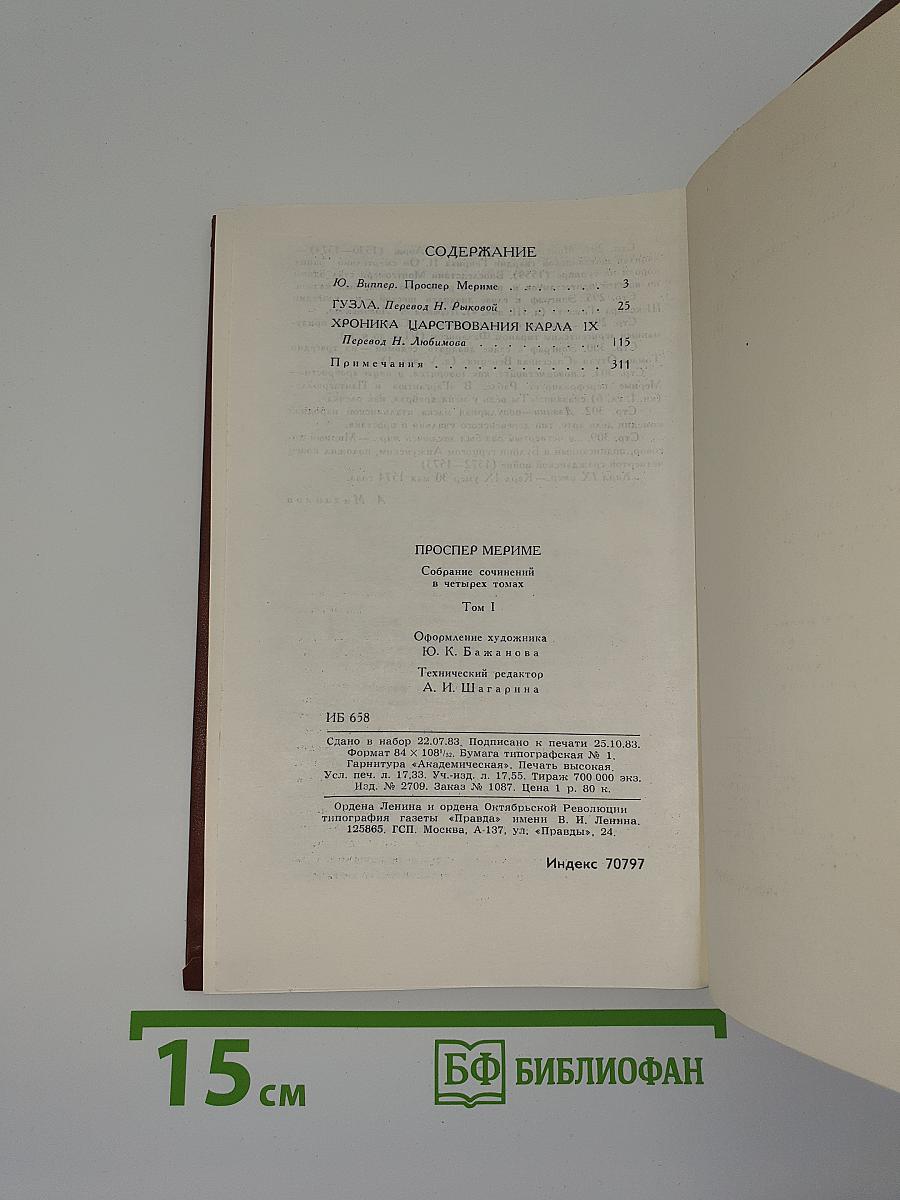 СОДЕРЖАНИЕ
Ю. Виппер. Проспер Мериме . . . . . . . . 3
ГУЗЛА. Перевод Н. Рыковой . . . . . . . . 25
ХРОНИКА ЦАРСТВОВАНИЯ КАРЛА IX
Перевод Н. Любимова . . . . . . . . . . 115
Примечания . . . . . . . . . . . . 311
ПРОСПЕР МЕРИМЕ
Собрание сочинений
в четырех томах
Том I
Оформление художника
Ю. К. Бажанова
Технический редактор
А. И. Шагарина
ИБ 658
Сдано в набор 22.07.83. Подписано к печати 25.10.83.
Формат 84 × 108¹/₃₂. Бумага типографская № 1.
Гарнитура «Академическая». Печать высокая.
Усл. печ. л. 17,33. Уч.-изд. л. 17,55. Тираж 700 000 экз.
Изд. № 2709. Заказ № 1087. Цена 1 р. 80 к.
Ордена Ленина и ордена Октябрьской Революции
типография газеты «Правда» имени В. И. Ленина.
125865. ГСП. Москва, А-137, ул. «Правды», 24.
Индекс 70797
15 см
БФ БИБЛИОФАН